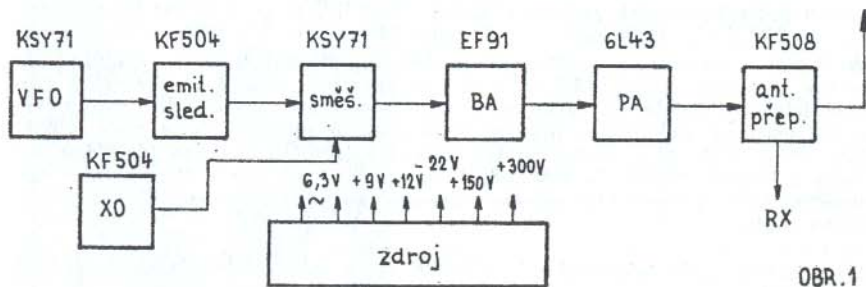 KSY71 KF504 KSY71 EF91 6L43 KF508
VFO emit. sled. směš. BA PA ant. přep.
KF504
XO
6,3V ~ +9V +12V -22V +150V +300V
RX
zdroj
OBR.1